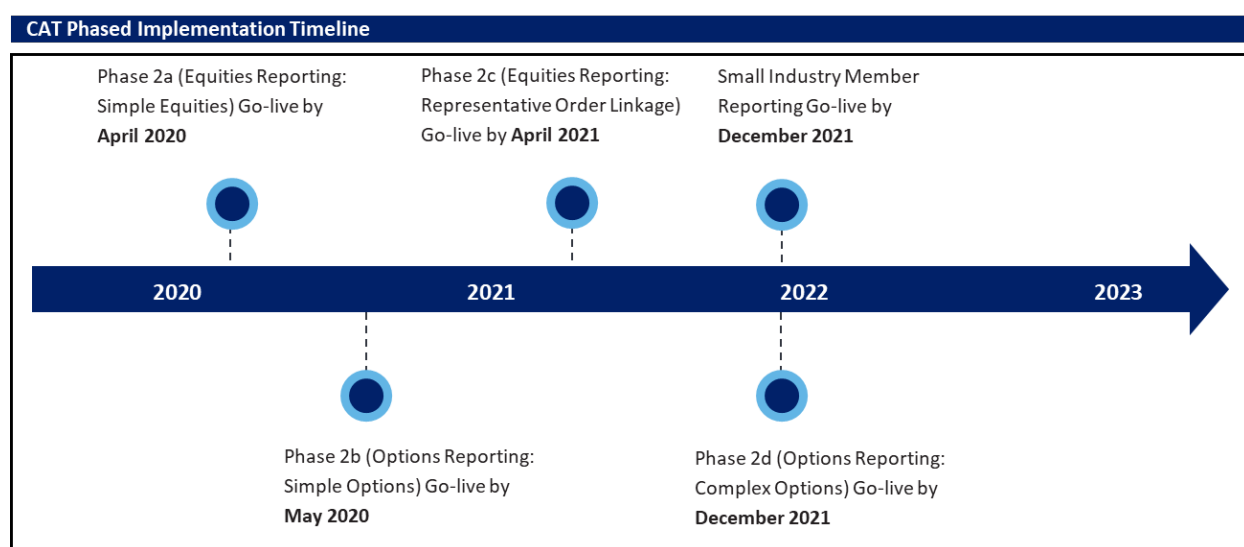 CAT Phased Implementation Timeline
Phase 2a (Equities Reporting:
Simple Equities) Go-live by
April 2020
Phase 2c (Equities Reporting:
Representative Order Linkage)
Go-live by April 2021
Small Industry Member
Reporting Go-live by
December 2021
2020
2021
2022
2023
Phase 2b (Options Reporting:
Simple Options) Go-live by
May 2020
Phase 2d (Options Reporting:
Complex Options) Go-live by
December 2021